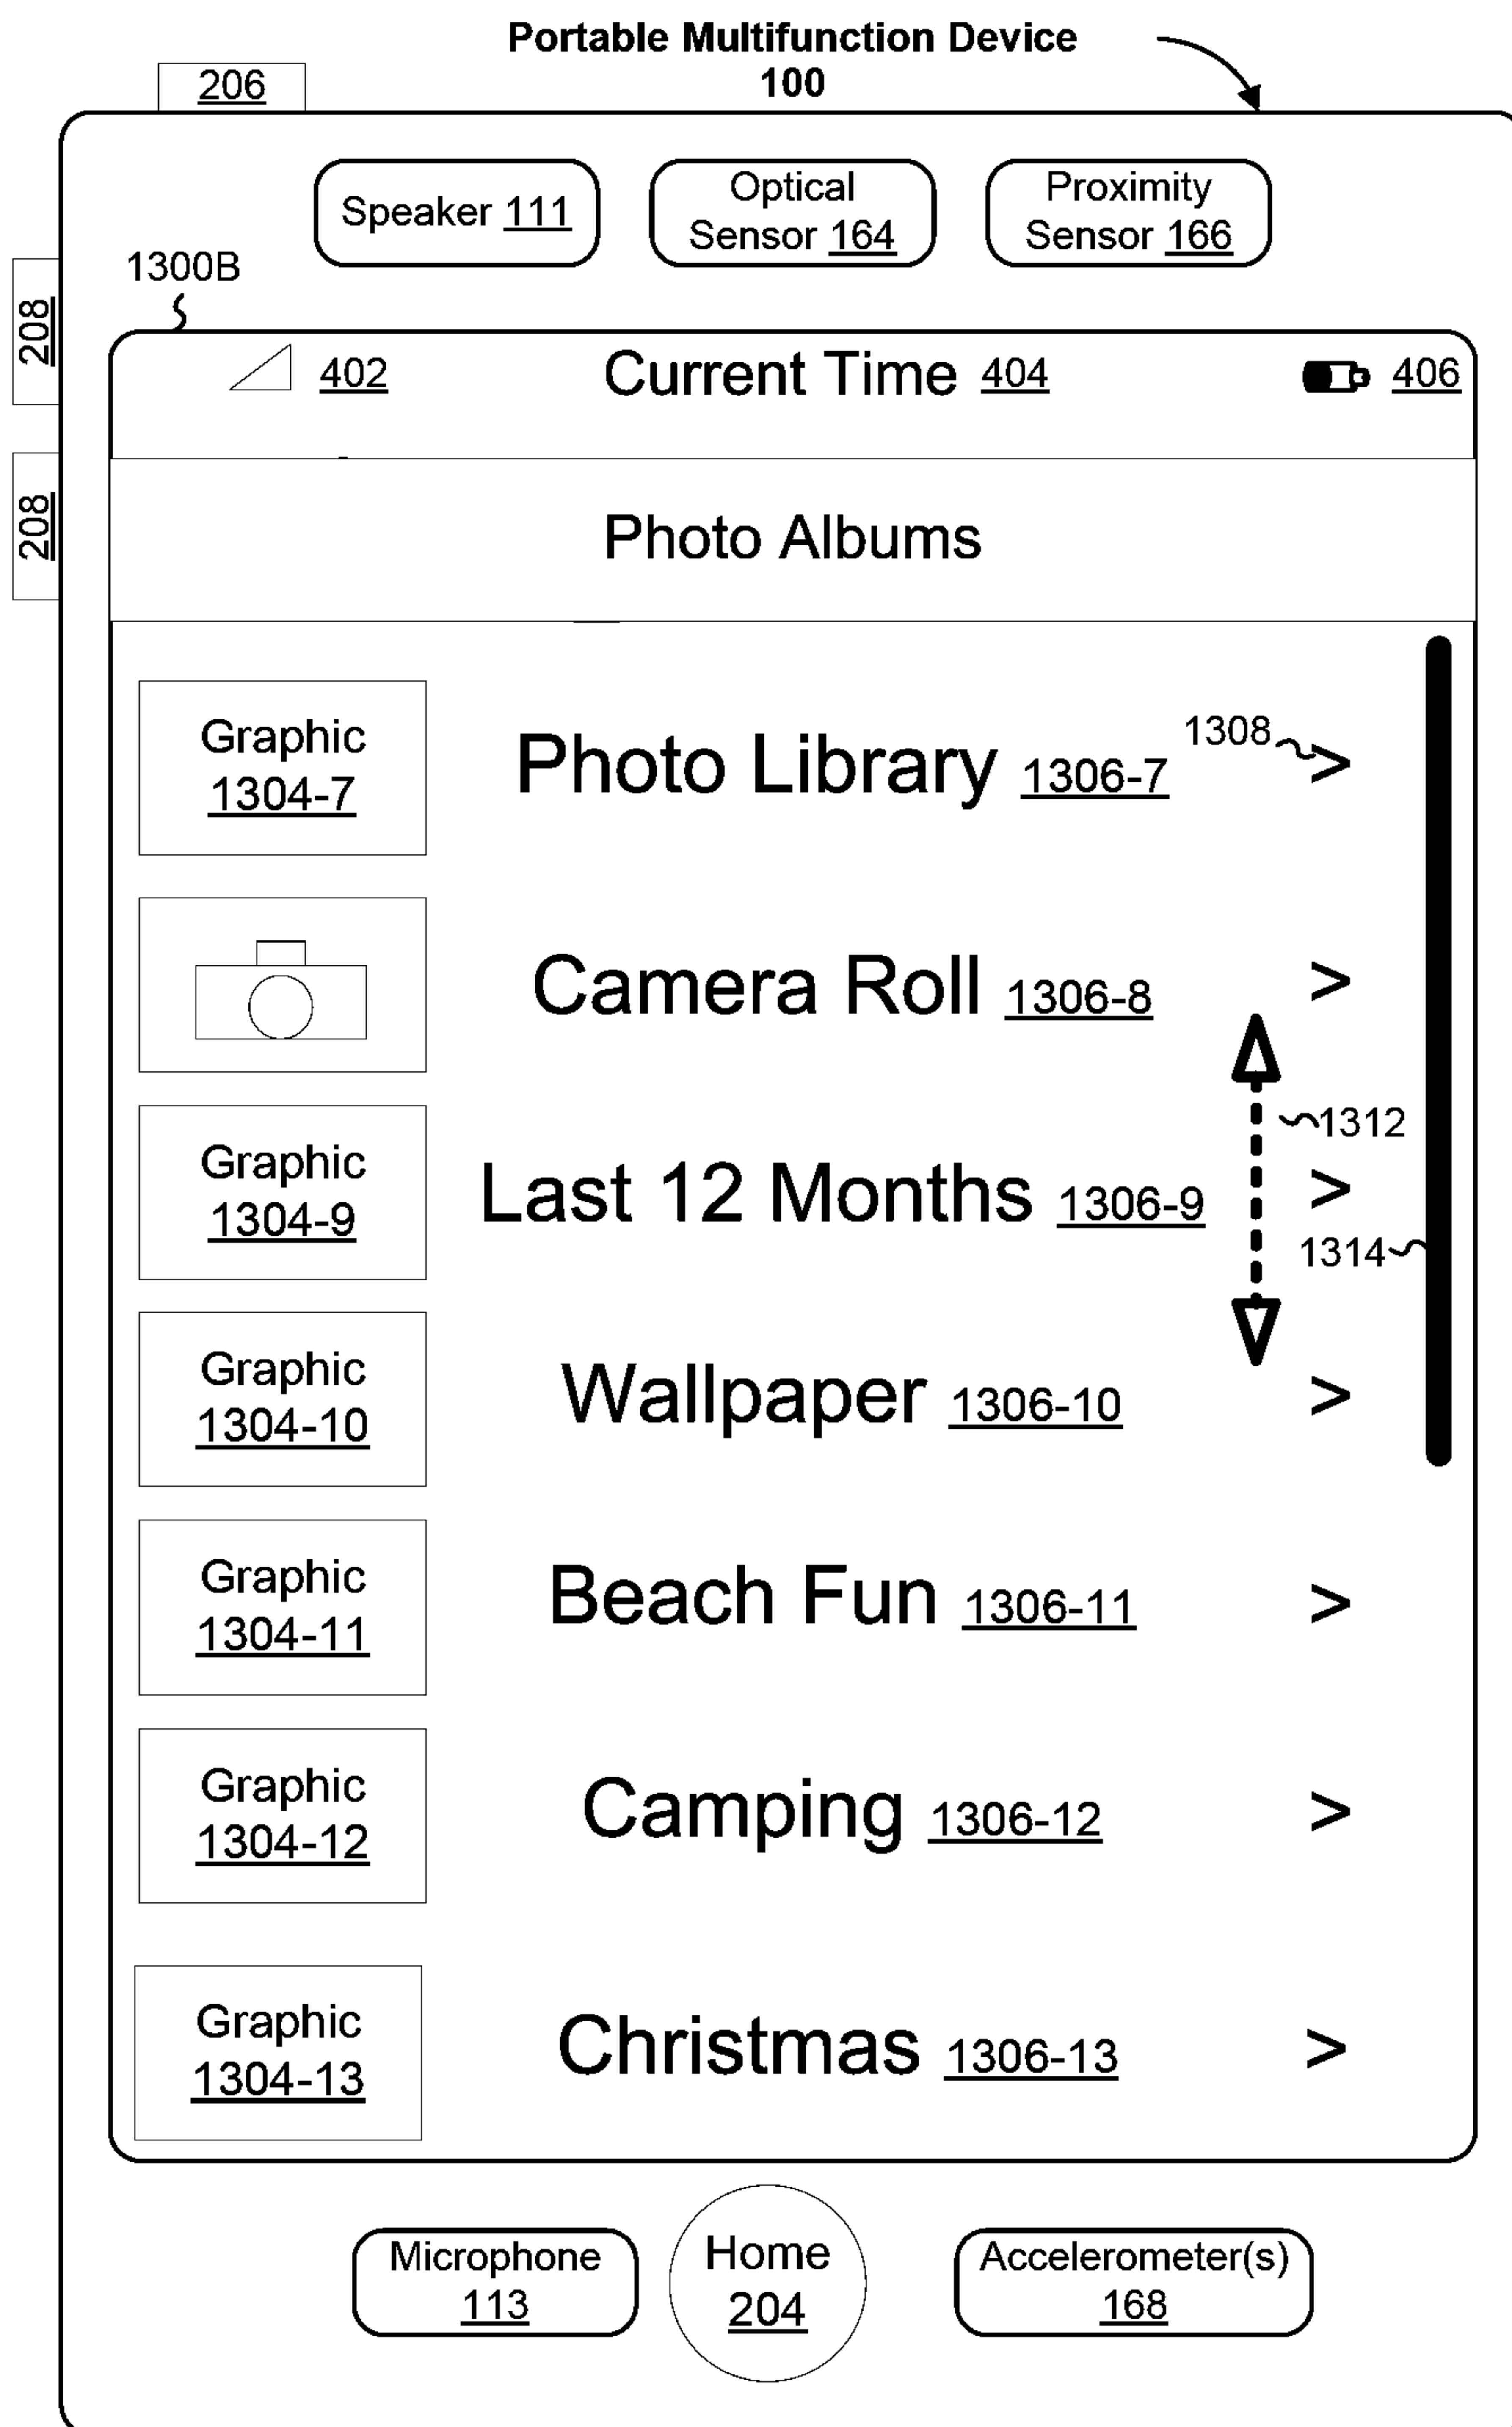 Portable Multifunction Device
100
206
Speaker 111
Optical
Sensor 164
Proximity
Sensor 166
1300B
208
402
Current Time 404
406
208
Photo Albums
Graphic
1304-7
Photo Library 1306-7
1308
>
Camera Roll 1306-8
>
1312
Graphic
1304-9
Last 12 Months 1306-9
>
1314
Graphic
1304-10
Wallpaper 1306-10
>
Graphic
1304-11
Beach Fun 1306-11
>
Graphic
1304-12
Camping 1306-12
>
Graphic
1304-13
Christmas 1306-13
>
Microphone
113
Home
204
Accelerometer(s)
168